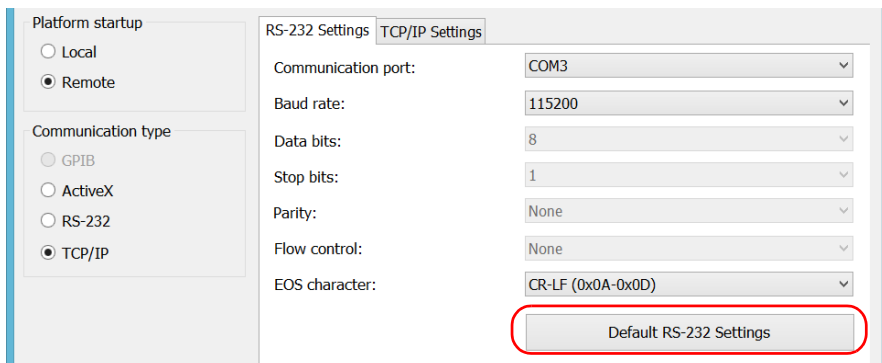 Platform startup
Local
Remote
Communication type
GPIB
ActiveX
RS-232
TCP/IP
RS-232 Settings TCP/IP Settings
Communication port: COM3
Baud rate: 115200
Data bits: 8
Stop bits: 1
Parity: None
Flow control: None
EOS character: CR-LF (0x0A-0x0D)
Default RS-232 Settings